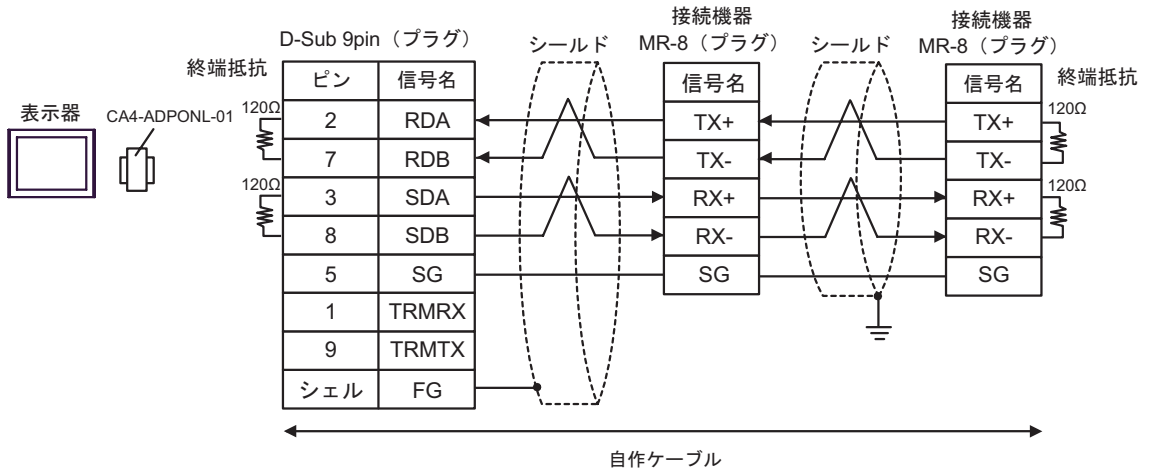 接続機器
接続機器
D-Sub 9pin（プラグ）
シールド
MR-8（プラグ）
シールド
MR-8（プラグ）
終端抵抗
ピン 信号名
信号名
信号名
終端抵抗
表示器
CA4-ADPONL-01
120Ω
2 RDA
TX+
TX+
120Ω
7 RDB
TX-
TX-
120Ω
3 SDA
RX+
RX+
120Ω
8 SDB
RX-
RX-
5 SG
SG
SG
1 TRMRX
9 TRMTX
シェル FG
自作ケーブル